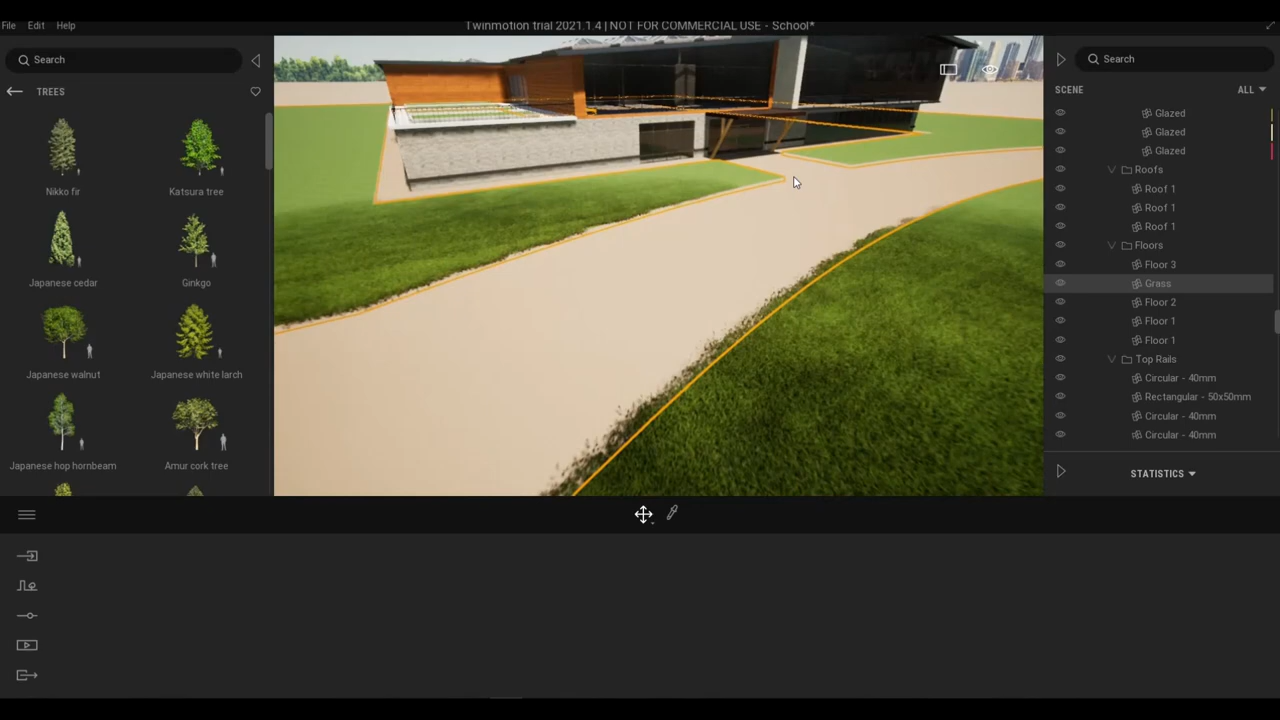 File Edit Help
Twinmotion trial 2021.1.4 | NOT FOR COMMERCIAL USE - School*
Search
TREES
Nikko fir
Katsura tree
Japanese cedar
Ginkgo
Japanese walnut
Japanese white larch
Japanese hop hornbeam
Amur cork tree
Search
SCENE
ALL
Glazed
Glazed
Glazed
Roofs
Roof 1
Roof 1
Roof 1
Floors
Floor 3
Grass
Floor 2
Floor 1
Floor 1
Top Rails
Circular - 40mm
Rectangular - 50x50mm
Circular - 40mm
Circular - 40mm
STATISTICS